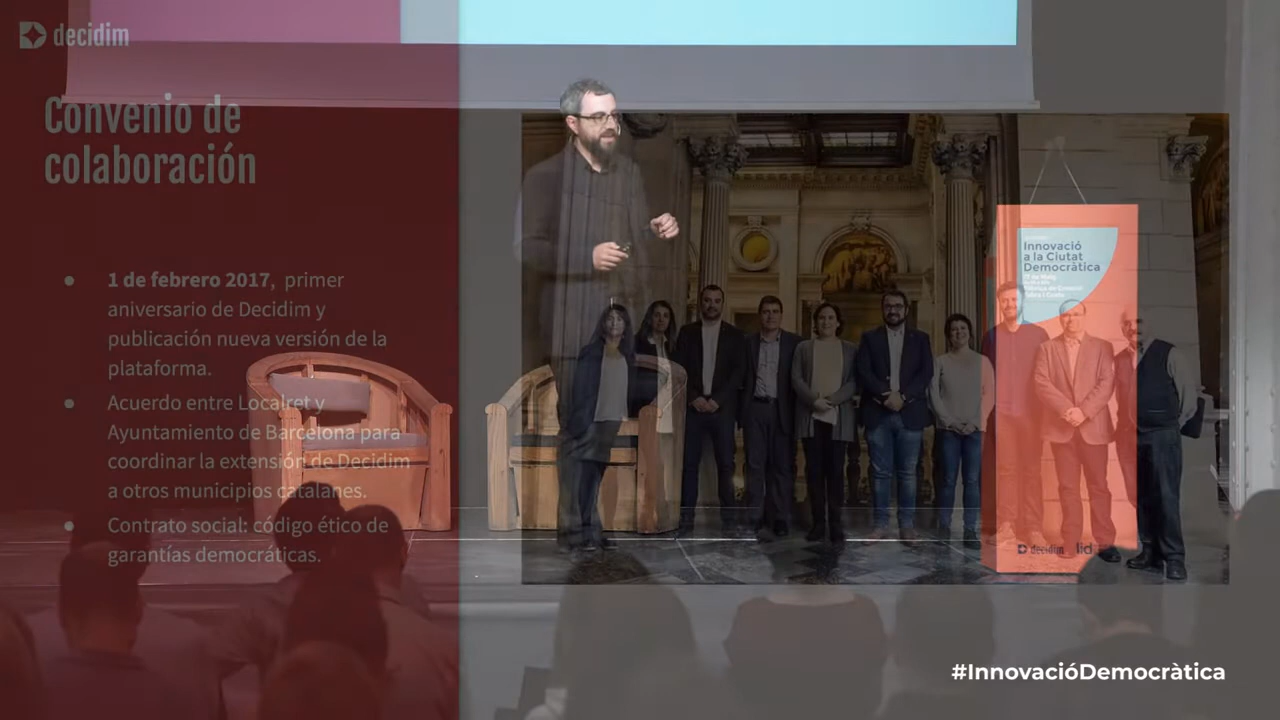 decidim
Convenio de
colaboración
1 de febrero 2017, primer
aniversario de Decidim y
publicación nueva versión de la
plataforma.
Acuerdo entre Localret y
Ayuntamiento de Barcelona para
coordinar la extensión de Decidim
a otros municipios catalanes.
Contrato social: código ético de
garantías democráticas.
Innovació
a la Ciutat
Democràtica
decidim
#InnovacióDemocràtica